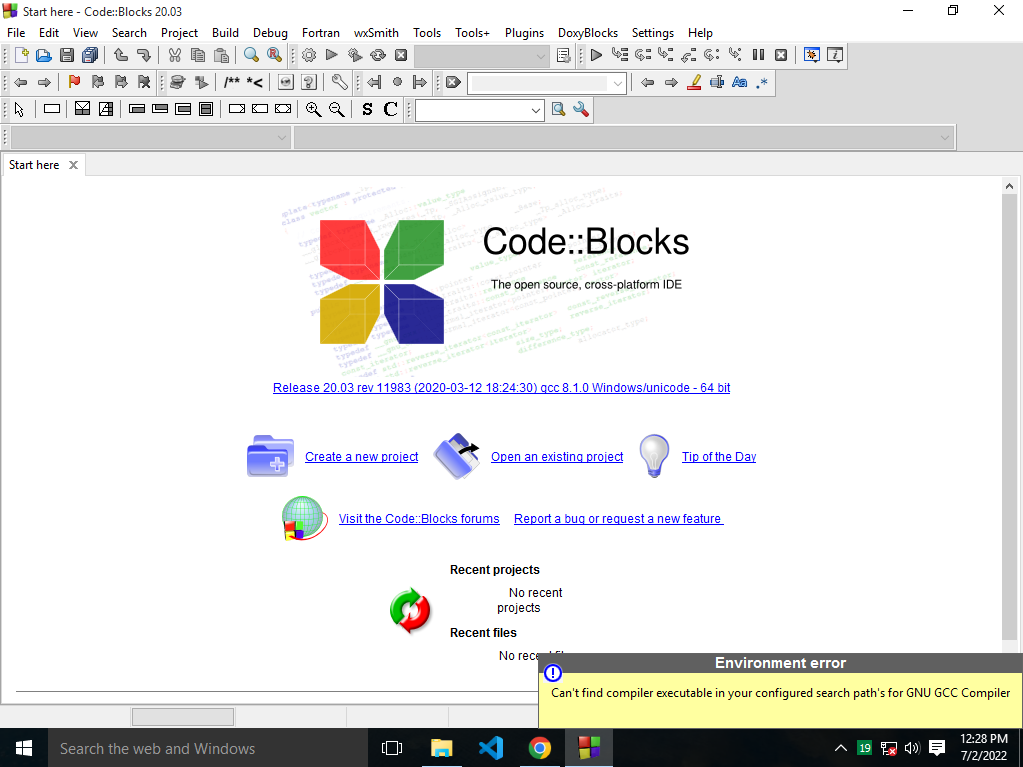 Start here - Code::Blocks 20.03
File Edit View Search Project Build Debug Fortran wxSmith Tools Tools+ Plugins DoxyBlocks Settings Help
/** *<
Aa .*
S C
Start here
Code::Blocks
The open source, cross-platform IDE
Release 20.03 rev 11983 (2020-03-12 18:24:30) gcc 8.1.0 Windows/unicode - 64 bit
Create a new project Open an existing project Tip of the Day
Visit the Code::Blocks forums Report a bug or request a new feature
Recent projects
No recent
projects
Recent files
No
Environment error
Can't find compiler executable in your configured search path's for GNU GCC Compiler
Search the web and Windows
19
12:28 PM
7/2/2022